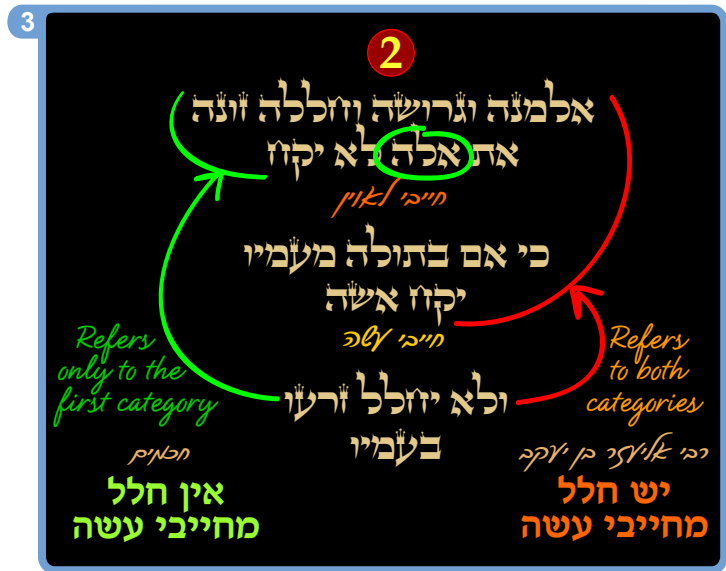 3
2
אלמנה וגרושה וחללה זונה
את אלה לא יקח
חייבי לאוין
כי אם בתולה מעמיו
יקח אשה
חייבי עשה
Refers
only to the
first category
Refers
to both
categories
ולא יחלל זרעו
בעמיו
חכמים
אין חלל
מחייבי עשה
רבי אליעזר בן יעקב
יש חלל
מחייבי עשה